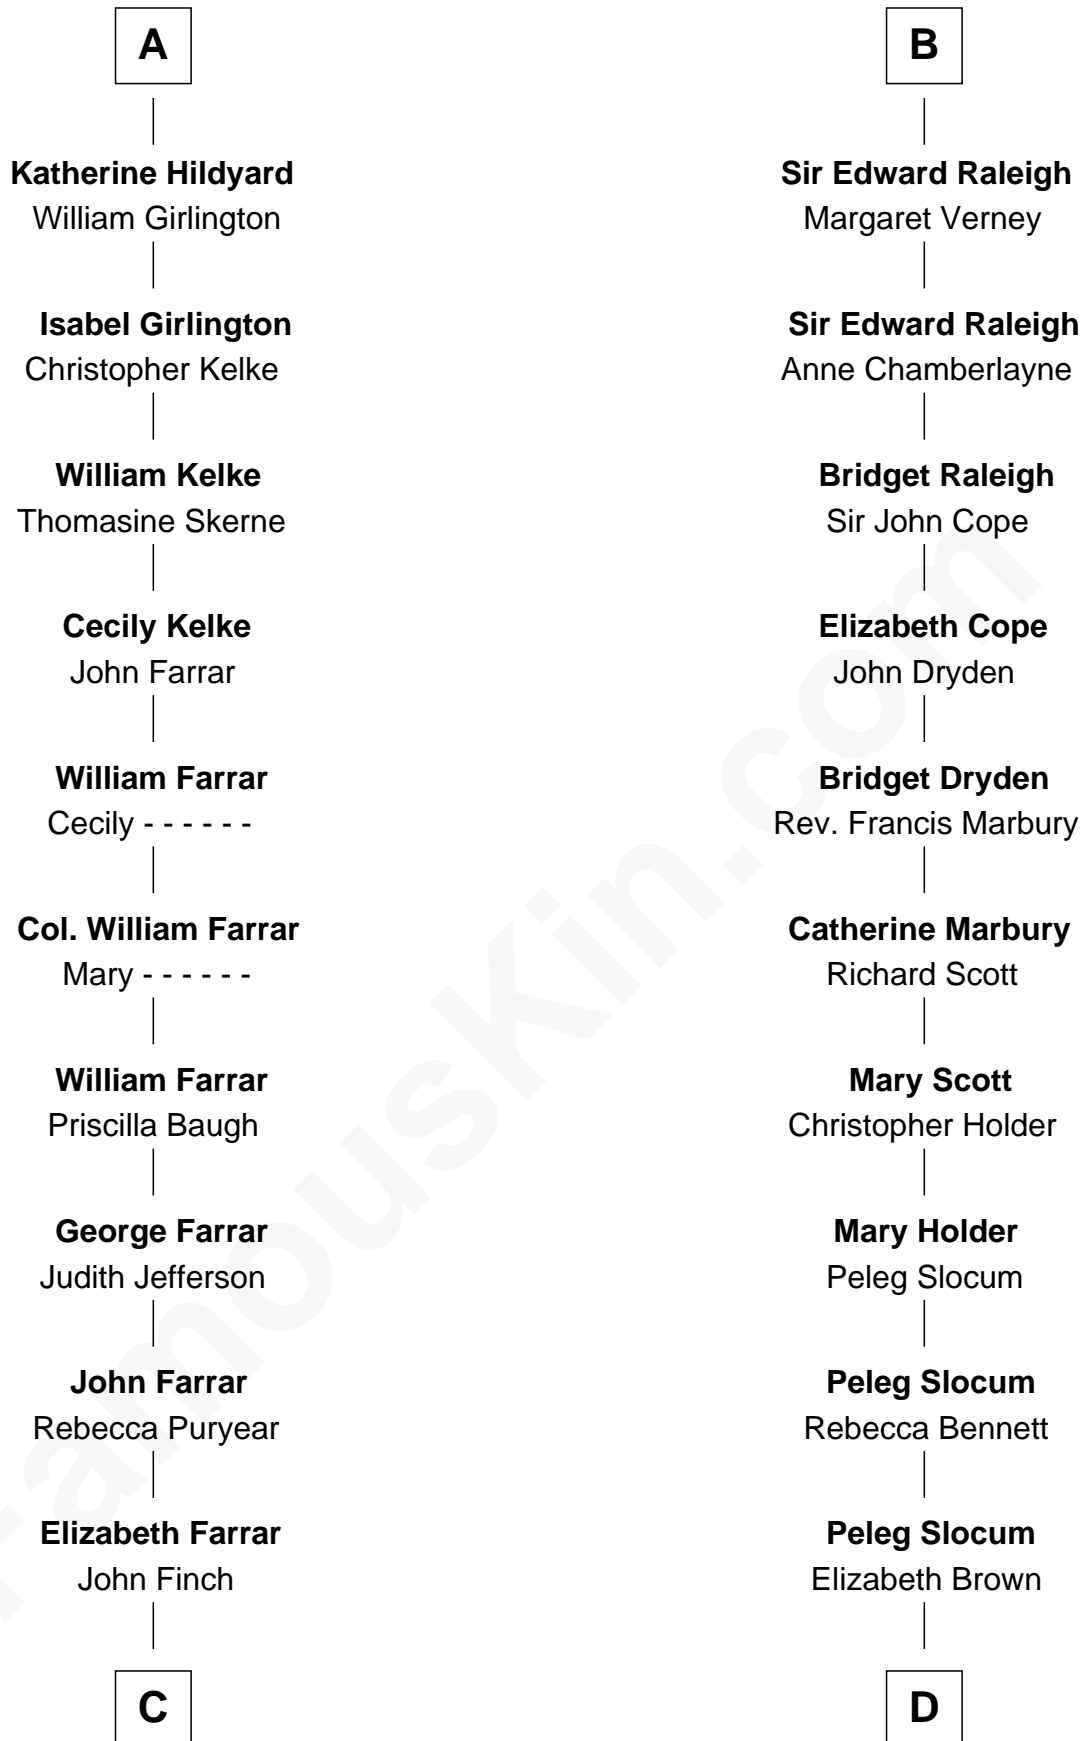 A
Katherine Hildyard
William Girlington
Isabel Girlington
Christopher Kelke
William Kelke
Thomasine Skerne
Cecily Kelke
John Farrar
William Farrar
Cecily - - - - - -
Col. William Farrar
Mary - - - - - -
William Farrar
Priscilla Baugh
George Farrar
Judith Jefferson
John Farrar
Rebecca Puryear
Elizabeth Farrar
John Finch
C
B
Sir Edward Raleigh
Margaret Verney
Sir Edward Raleigh
Anne Chamberlayne
Bridget Raleigh
Sir John Cope
Elizabeth Cope
John Dryden
Bridget Dryden
Rev. Francis Marbury
Catherine Marbury
Richard Scott
Mary Scott
Christopher Holder
Mary Holder
Peleg Slocum
Peleg Slocum
Rebecca Bennett
Peleg Slocum
Elizabeth Brown
D
FamousKin.com